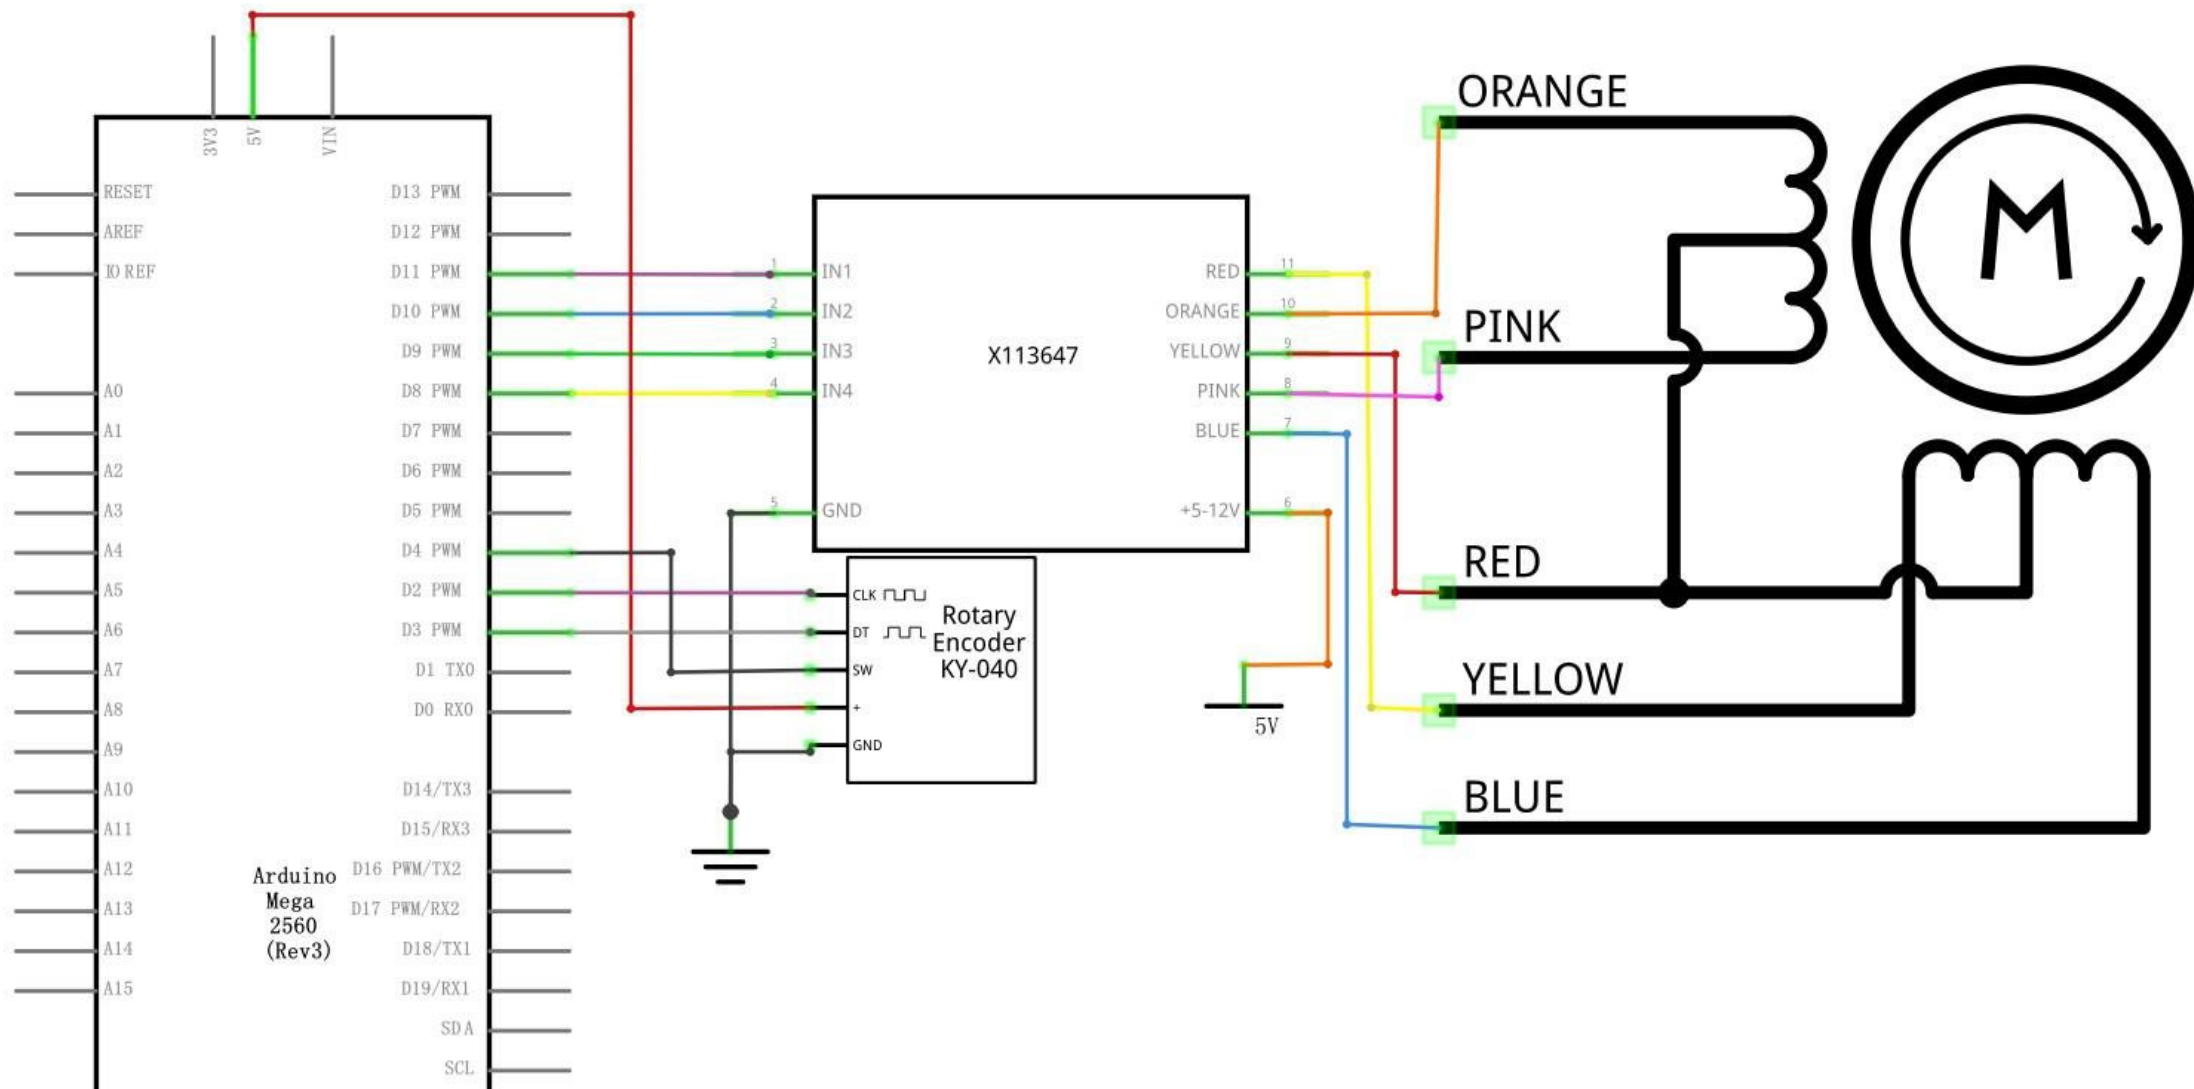 3V3
5V
VIN
RESET
AREF
IO REF
A0
A1
A2
A3
A4
A5
A6
A7
A8
A9
A10
A11
A12
A13
A14
A15
D13 PWM
D12 PWM
D11 PWM
D10 PWM
D9 PWM
D8 PWM
D7 PWM
D6 PWM
D5 PWM
D4 PWM
D2 PWM
D3 PWM
D1 TX0
D0 RX0
D14/TX3
D15/RX3
D16 PWM/TX2
D17 PWM/RX2
D18/TX1
D19/RX1
SDA
SCL
Arduino
Mega
2560
(Rev3)
1
2
3
4
5
IN1
IN2
IN3
IN4
GND
X113647
RED
ORANGE
YELLOW
PINK
BLUE
+5-12V
11
10
9
8
7
6
CLK
DT
SW
+
GND
Rotary
Encoder
KY-040
5V
ORANGE
PINK
RED
YELLOW
BLUE
M